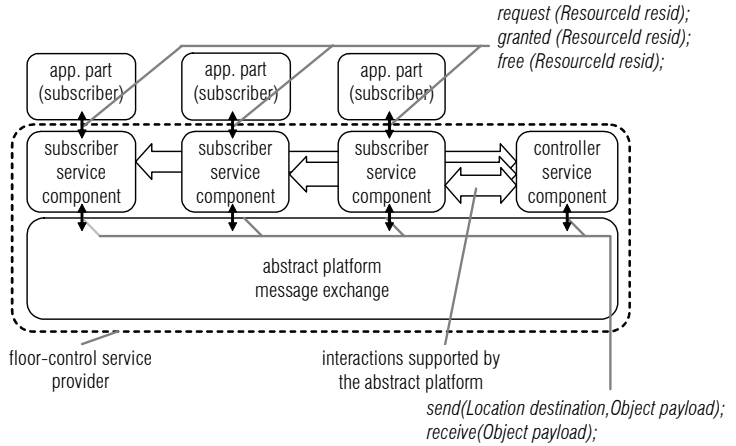 request (ResourceId resid);
granted (ResourceId resid);
free (ResourceId resid);
app. part
(subscriber)
app. part
(subscriber)
app. part
(subscriber)
subscriber
service
component
subscriber
service
component
subscriber
service
component
controller
service
component
abstract platform
message exchange
floor-control service
provider
interactions supported by
the abstract platform
send(Location destination,Object payload);
receive(Object payload);